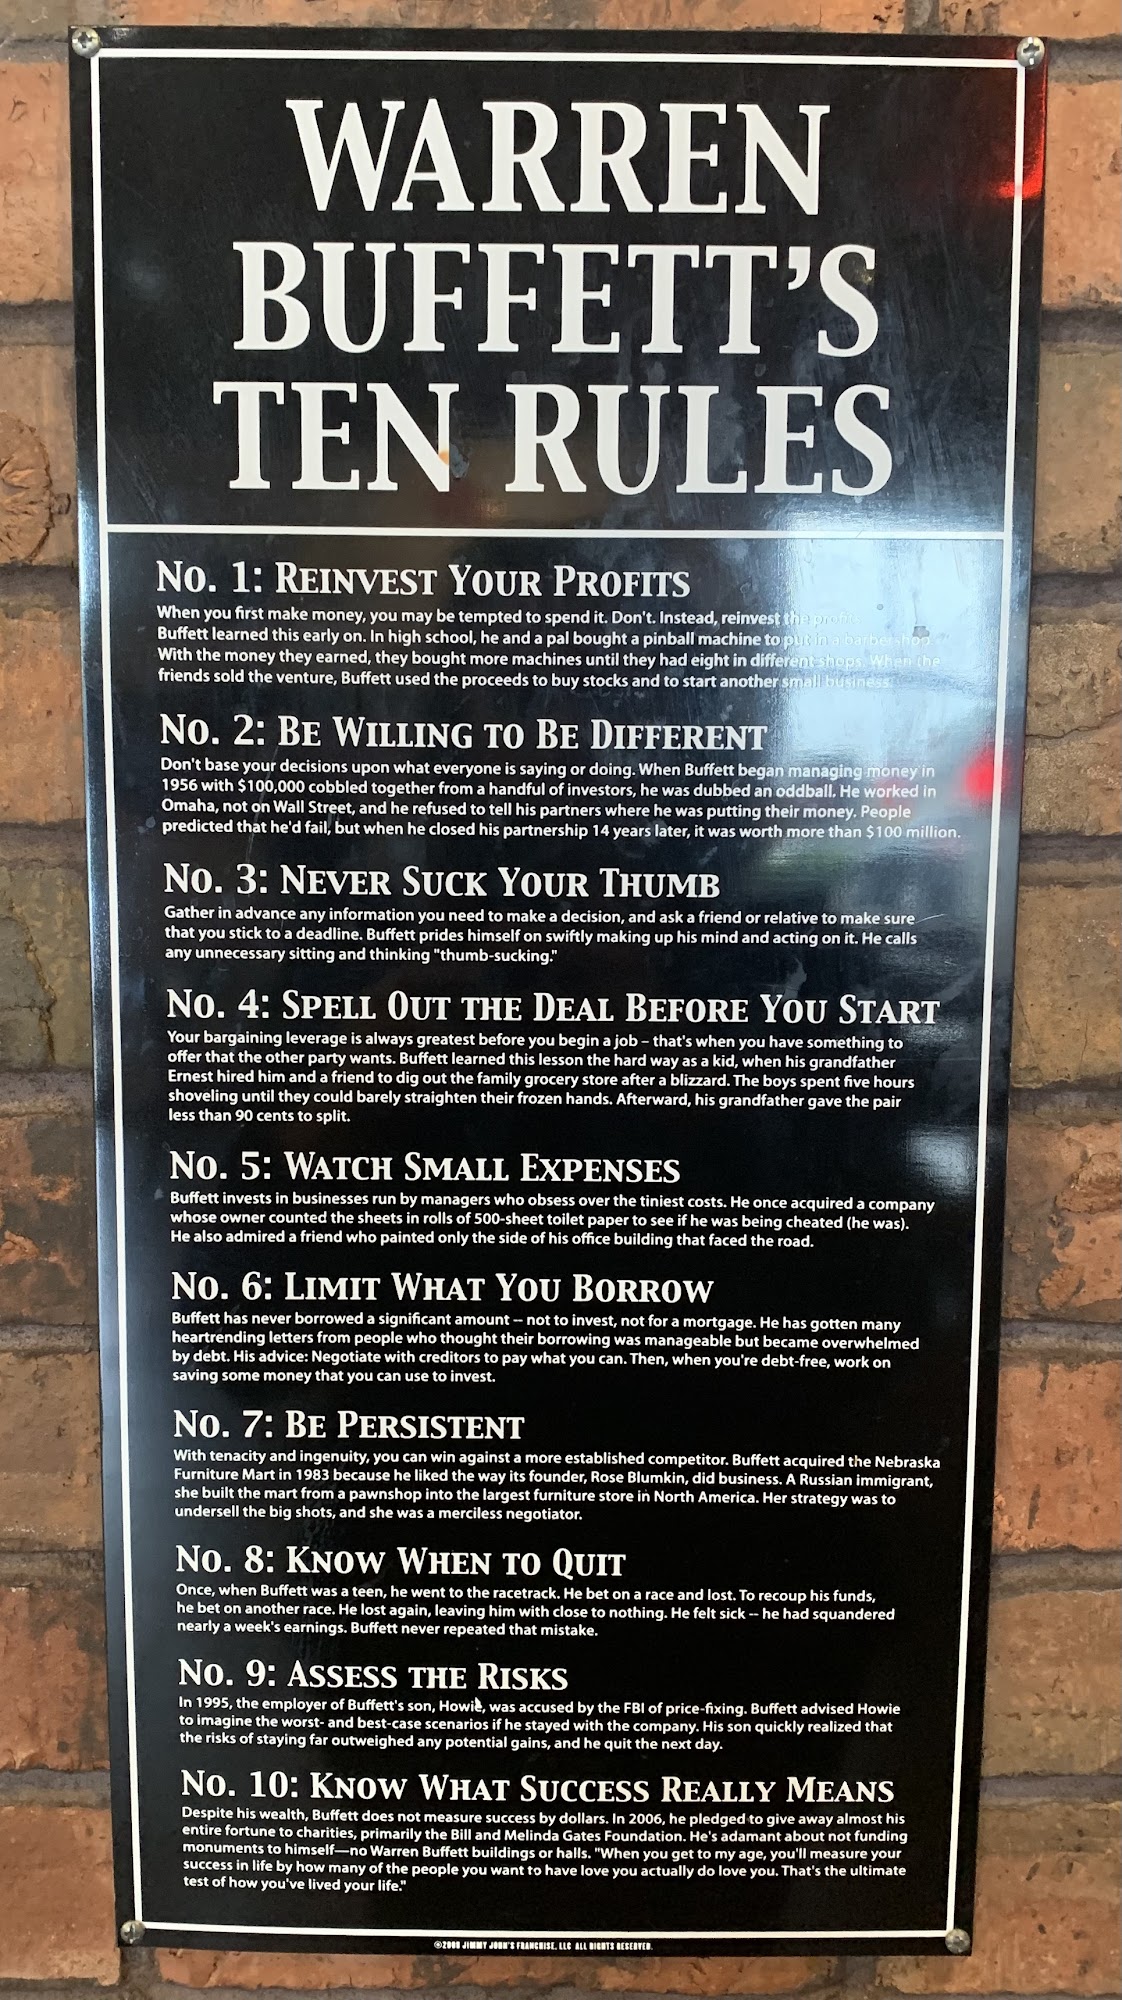 WARREN
BUFFETT'S
TEN RULES
No. 1: REINVEST YOUR PROFITS
When you first make money, you may be tempted to spend it. Don't. Instead, reinvest the profits.
Buffett learned this early on. In high school, he and a pal bought a pinball machine to put in a barbershop.
With the money they earned, they bought more machines until they had eight in different shops. When the
friends sold the venture, Buffett used the proceeds to buy stocks and to start another small business.
No. 2: BE WILLING TO BE DIFFERENT
Don't base your decisions upon what everyone is saying or doing. When Buffett began managing money in
1956 with $100,000 cobbled together from a handful of investors, he was dubbed an oddball. He worked in
Omaha, not on Wall Street, and he refused to tell his partners where he was putting their money. People
predicted that he'd fail, but when he closed his partnership 14 years later, it was worth more than $100 million.
No. 3: NEVER SUCK YOUR THUMB
Gather in advance any information you need to make a decision, and ask a friend or relative to make sure
that you stick to a deadline. Buffett prides himself on swiftly making up his mind and acting on it. He calls
any unnecessary sitting and thinking "thumb-sucking."
No. 4: SPELL OUT THE DEAL BEFORE YOU START
Your bargaining leverage is always greatest before you begin a job – that's when you have something to
offer that the other party wants. Buffett learned this lesson the hard way as a kid, when his grandfather
Ernest hired him and a friend to dig out the family grocery store after a blizzard. The boys spent five hours
shoveling until they could barely straighten their frozen hands. Afterward, his grandfather gave the pair
less than 90 cents to split.
No. 5: WATCH SMALL EXPENSES
Buffett invests in businesses run by managers who obsess over the tiniest costs. He once acquired a company
whose owner counted the sheets in rolls of 500-sheet toilet paper to see if he was being cheated (he was).
He also admired a friend who painted only the side of his office building that faced the road.
No. 6: LIMIT WHAT YOU BORROW
Buffett has never borrowed a significant amount -- not to invest, not for a mortgage. He has gotten many
heartrending letters from people who thought their borrowing was manageable but became overwhelmed
by debt. His advice: Negotiate with creditors to pay what you can. Then, when you're debt-free, work on
saving some money that you can use to invest.
No. 7: BE PERSISTENT
With tenacity and ingenuity, you can win against a more established competitor. Buffett acquired the Nebraska
Furniture Mart in 1983 because he liked the way its founder, Rose Blumkin, did business. A Russian immigrant,
she built the mart from a pawnshop into the largest furniture store in North America. Her strategy was to
undersell the big shots, and she was a merciless negotiator.
No. 8: KNOW WHEN TO QUIT
Once, when Buffett was a teen, he went to the racetrack. He bet on a race and lost. To recoup his funds,
he bet on another race. He lost again, leaving him with close to nothing. He felt sick -- he had squandered
nearly a week's earnings. Buffett never repeated that mistake.
No. 9: ASSESS THE RISKS
In 1995, the employer of Buffett's son, Howie, was accused by the FBI of price-fixing. Buffett advised Howie
to imagine the worst- and best-case scenarios if he stayed with the company. His son quickly realized that
the risks of staying far outweighed any potential gains, and he quit the next day.
No. 10: KNOW WHAT SUCCESS REALLY MEANS
Despite his wealth, Buffett does not measure success by dollars. In 2006, he pledged to give away almost his
entire fortune to charities, primarily the Bill and Melinda Gates Foundation. He's adamant about not funding
monuments to himself—no Warren Buffett buildings or halls. "When you get to my age, you'll measure your
success in life by how many of the people you want to have love you actually do love you. That's the ultimate
test of how you've lived your life."
©2008 JIMMY JOHN'S FRANCHISE, LLC ALL RIGHTS RESERVED.